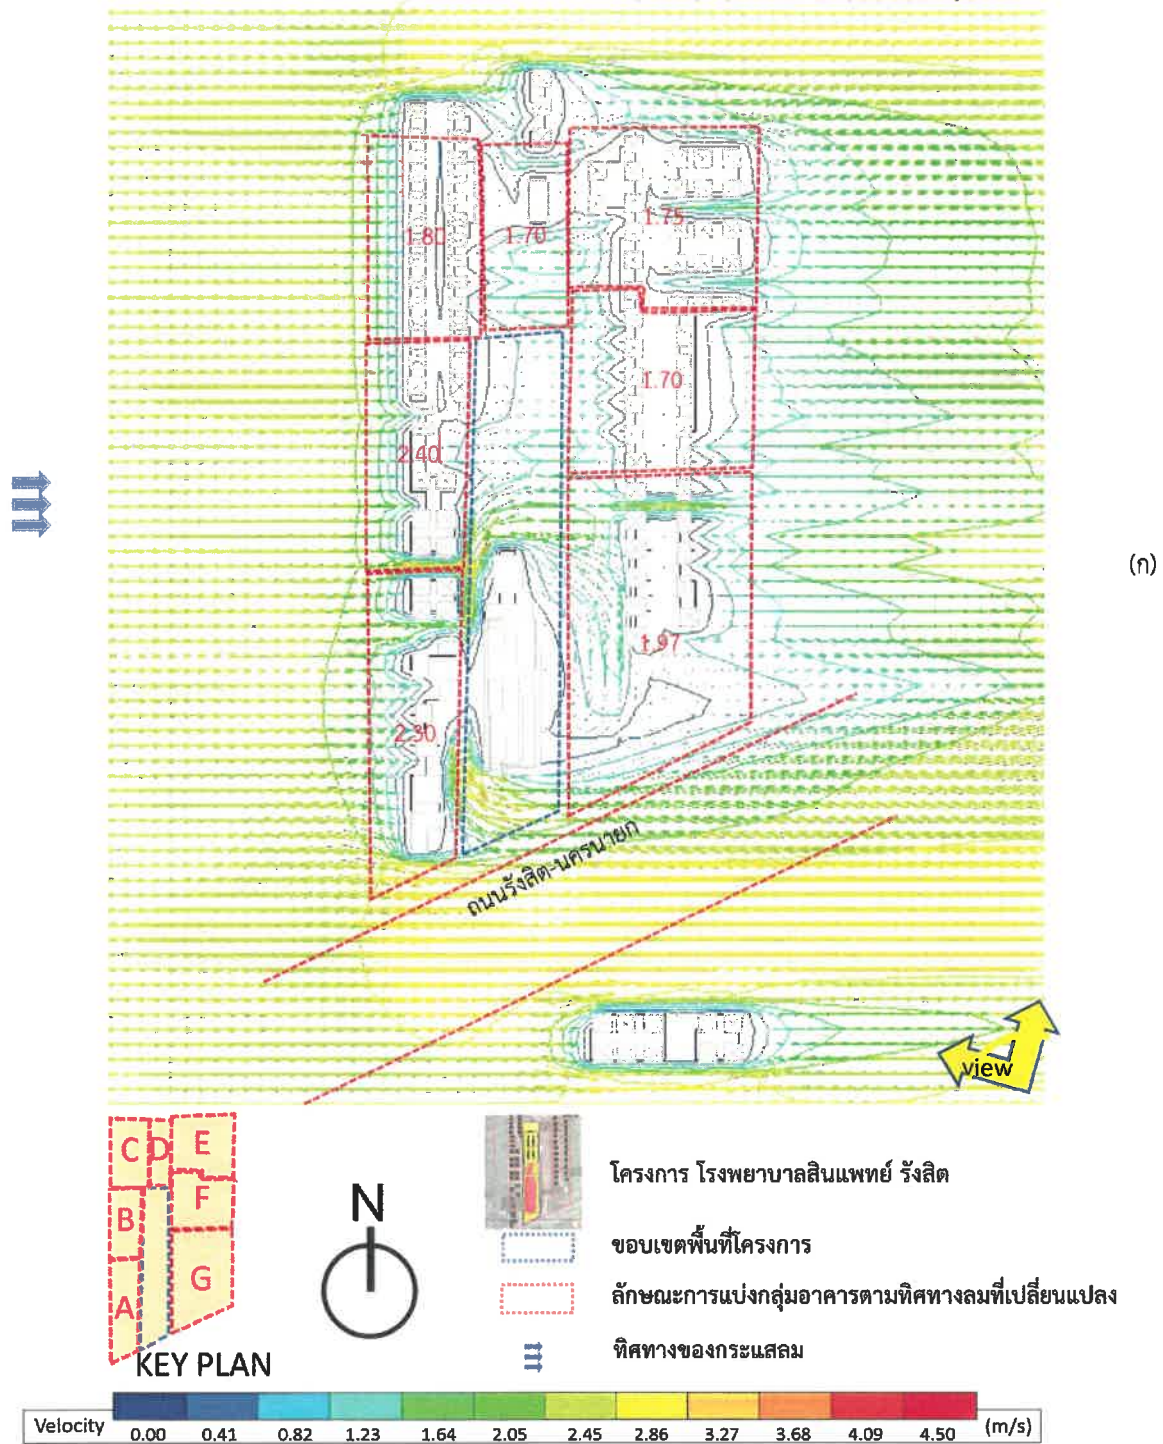 1.80
1.70
1.75
1.70
2.40
(ก)
1.97
2.30
ถนนรังสิต-นครนายก
view
C D E
B F
A G
KEY PLAN
N
โครงการ โรงพยาบาลสินแพทย์ รังสิต
ขอบเขตพื้นที่โครงการ
ลักษณะการแบ่งกลุ่มอาคารตามทิศทางลมที่เปลี่ยนแปลง
ทิศทางของกระแสลม
Velocity 0.00 0.41 0.82 1.23 1.64 2.05 2.45 2.86 3.27 3.68 4.09 4.50 (m/s)